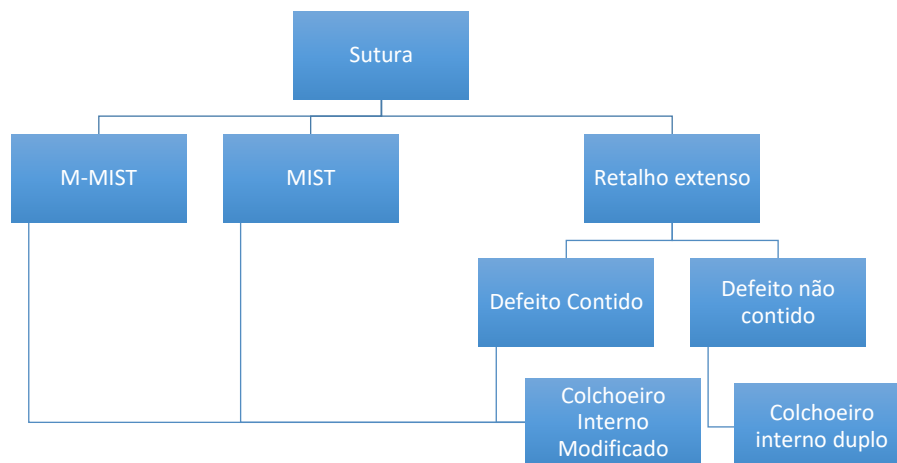 Sutura
M-MIST
MIST
Retalho extenso
Defeito Contido
Defeito não
contido
Colchoeiro
Interno
Modificado
Colchoeiro
interno duplo